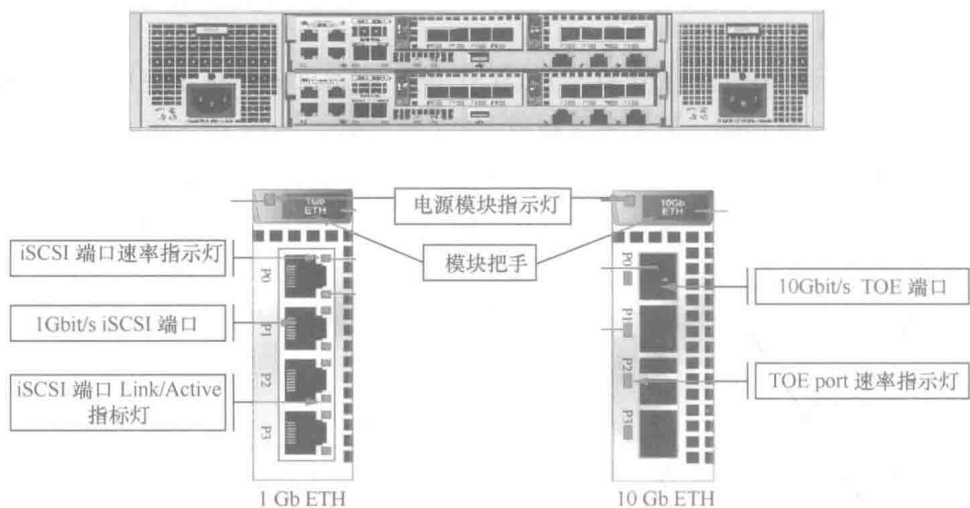 1Gb
ETH
电源模块指示灯
10Gb
ETH
iSCSI 端口速率指示灯
模块把手
P0
P0
10Gbit/s TOE 端口
1Gbit/s iSCSI 端口
P1
P1
P2
P2
TOE port 速率指示灯
iSCSI 端口 Link/Active
指标灯
P3
P3
1 Gb ETH
10 Gb ETH